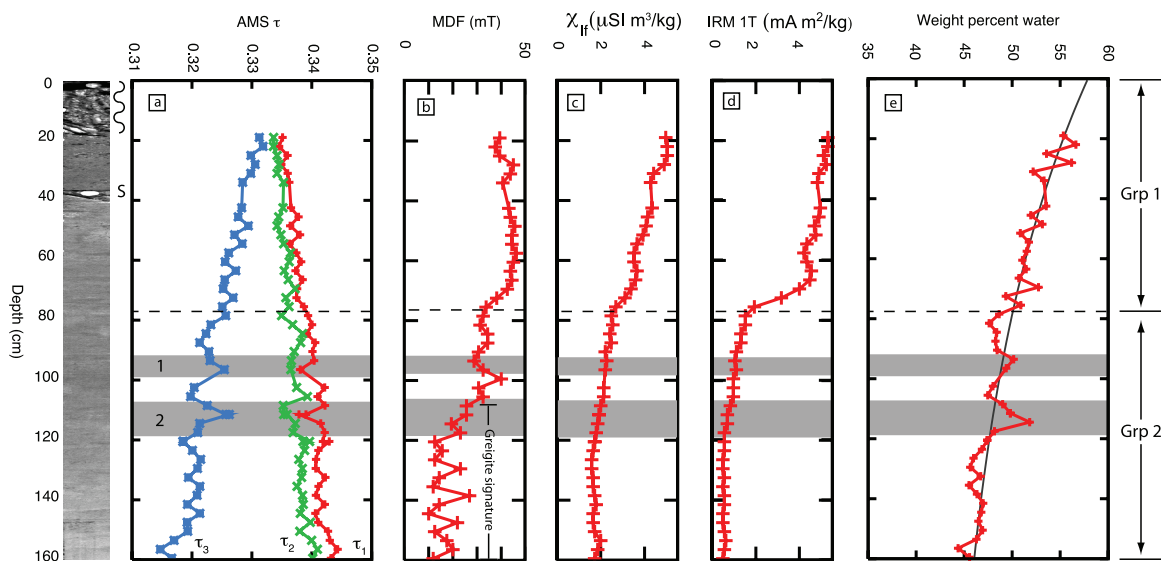 AMS τ
MDF (mT)
χlf (μSI m³/kg)
IRM 1T (mA m²/kg)
Weight percent water
0.31 0.32 0.33 0.34 0.35
0 50
0 2 4
0 2 4
35 40 45 50 55 60
Depth (cm)
0
20
40
60
80
100
120
140
160
S
a
b
c
d
e
1
2
Greigite signature
τ3
τ2
τ1
Grp 1
Grp 2